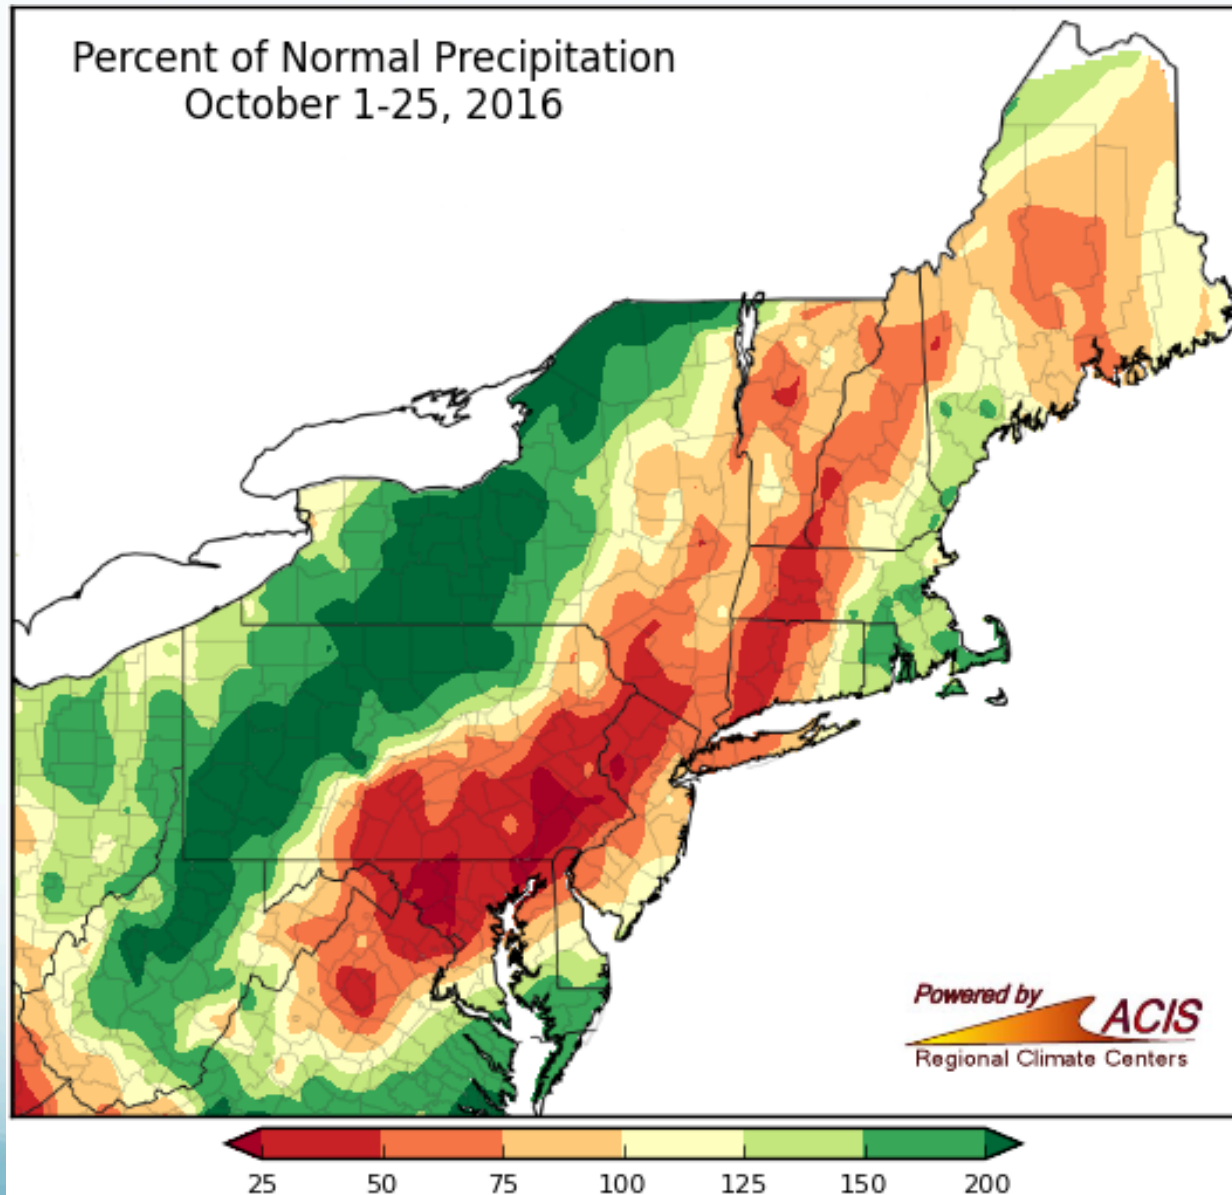 Percent of Normal Precipitation
October 1-25, 2016
Powered by
ACIS
Regional Climate Centers
25 50 75 100 125 150 200